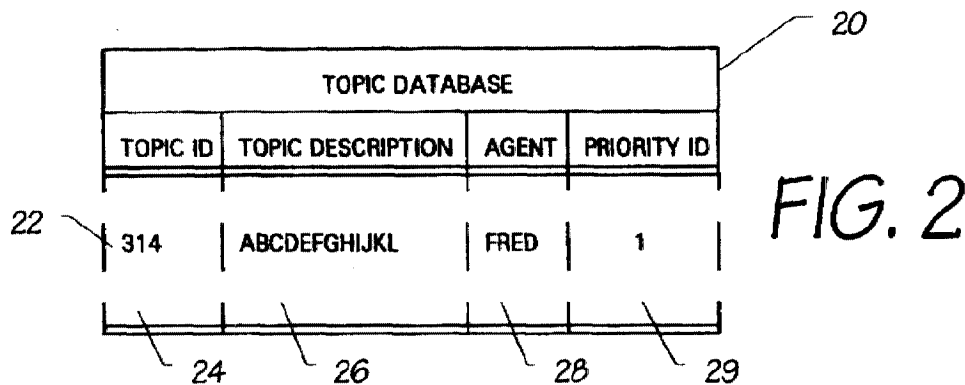 20
TOPIC DATABASE
TOPIC ID TOPIC DESCRIPTION AGENT PRIORITY ID
FIG. 2
22
314 ABCDEFGHIJKL FRED 1
24 26 28 29